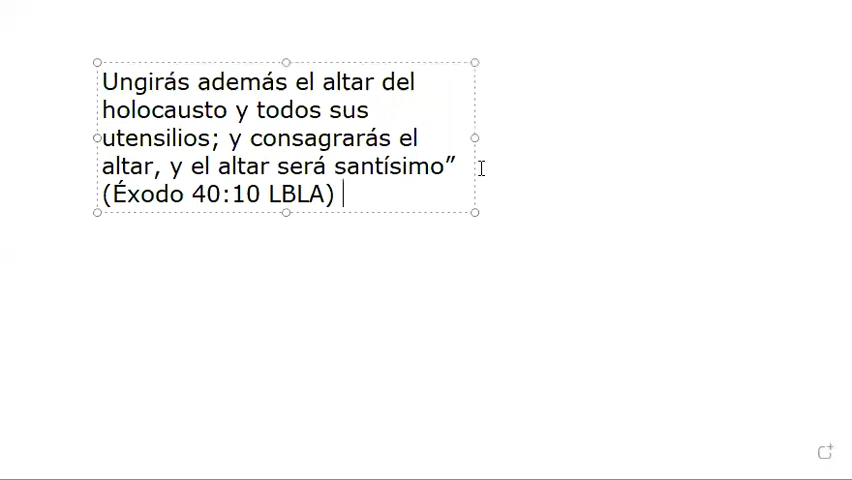 Ungirás además el altar del
holocausto y todos sus
utensilios; y consagrarás el
altar, y el altar será santísimo”
(Éxodo 40:10 LBLA)